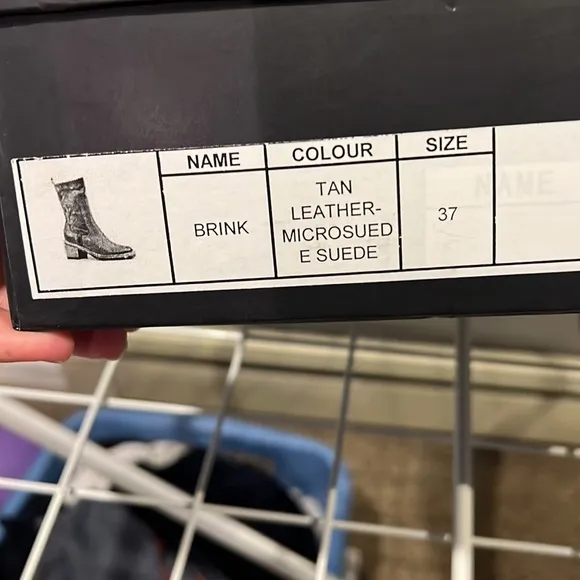 NAME COLOUR SIZE
BRINK
TAN
LEATHER-
MICROSUED
E SUEDE
37
NAME